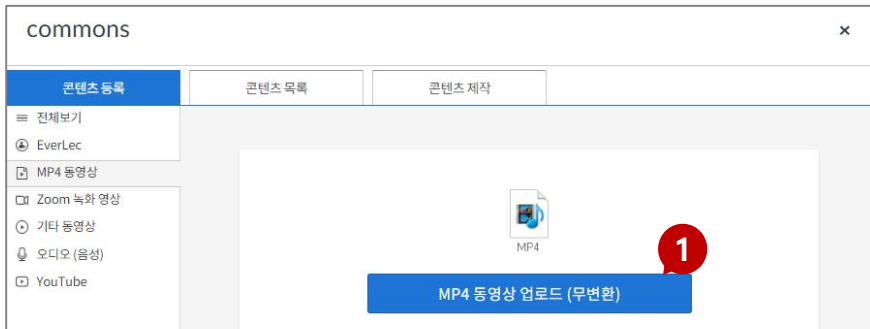 commons ×
콘텐츠 등록 콘텐츠 목록 콘텐츠 제작
전체보기
EverLec
MP4 동영상
Zoom 녹화 영상
기타 동영상
오디오 (음성)
YouTube
MP4
1
MP4 동영상 업로드 (무변환)